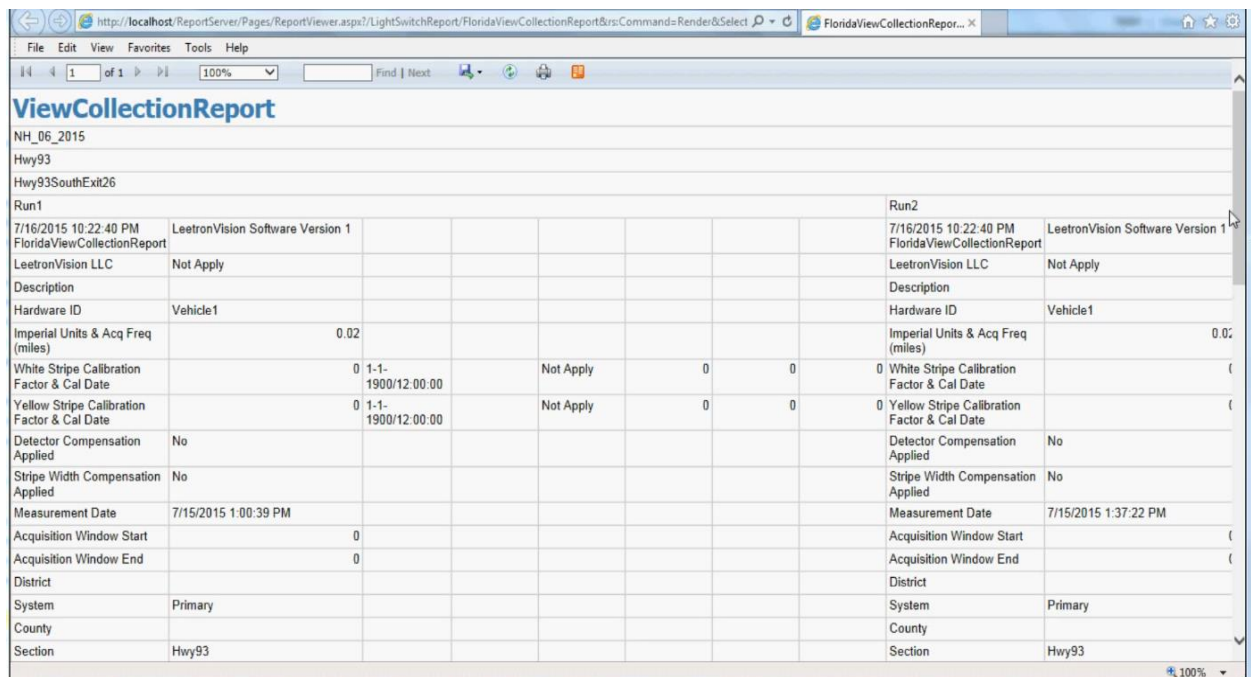 http://localhost/ReportServer/Pages/ReportViewer.aspx?/LightSwitchReport/FloridaViewCollectionReport&rs:Command=Render&Select
FloridaViewCollectionRepor... ×
File Edit View Favorites Tools Help
1 of 1 100% Find | Next
ViewCollectionReport
NH_06_2015
Hwy93
Hwy93SouthExit26
Run1 Run2
7/16/2015 10:22:40 PM LeetronVision Software Version 1 7/16/2015 10:22:40 PM LeetronVision Software Version 1
FloridaViewCollectionReport FloridaViewCollectionReport
LeetronVision LLC Not Apply LeetronVision LLC Not Apply
Description Description
Hardware ID Vehicle1 Hardware ID Vehicle1
Imperial Units & Acq Freq 0.02 Imperial Units & Acq Freq 0.02
(miles) (miles)
White Stripe Calibration 0 1-1- Not Apply 0 0 0 White Stripe Calibration
Factor & Cal Date 1900/12:00:00 Factor & Cal Date
Yellow Stripe Calibration 0 1-1- Not Apply 0 0 0 Yellow Stripe Calibration
Factor & Cal Date 1900/12:00:00 Factor & Cal Date
Detector Compensation No Detector Compensation No
Applied Applied
Stripe Width Compensation No Stripe Width Compensation No
Applied Applied
Measurement Date 7/15/2015 1:00:39 PM Measurement Date 7/15/2015 1:37:22 PM
Acquisition Window Start 0 Acquisition Window Start
Acquisition Window End 0 Acquisition Window End
District District
System Primary System Primary
County County
Section Hwy93 Section Hwy93
100%